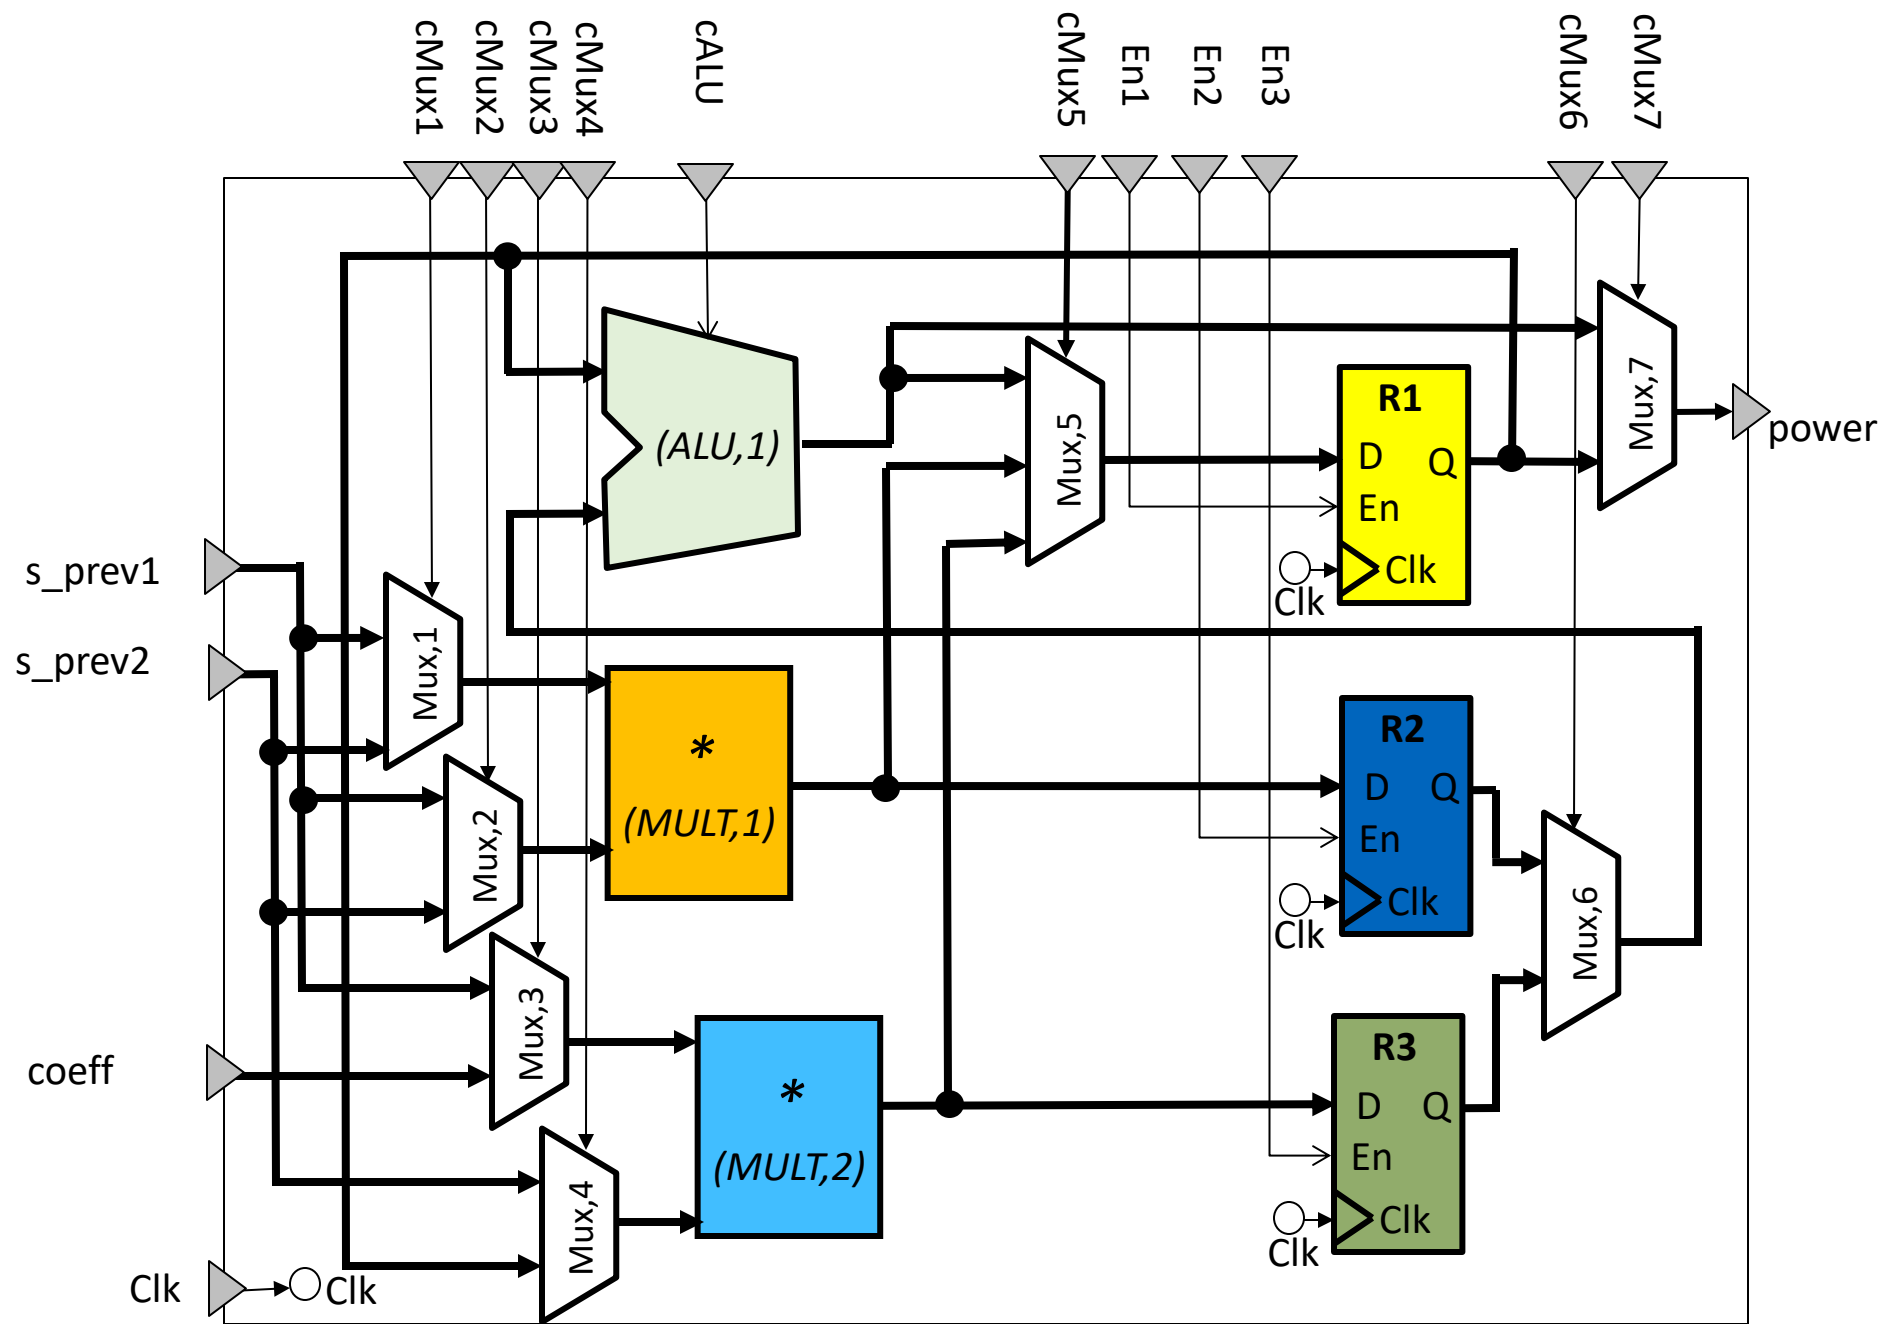 cMux1
cMux2
cMux3
cMux4
cALU
cMux5
En1
En2
En3
cMux6
cMux7
(ALU,1)
Mux,5
R1
D
Q
En
Clk
Clk
Mux,7
power
s_prev1
s_prev2
Mux,1
Mux,2
*
(MULT,1)
R2
D
Q
En
Clk
Clk
Mux,6
coeff
Mux,3
Mux,4
*
(MULT,2)
R3
D
Q
En
Clk
Clk
Clk
Clk